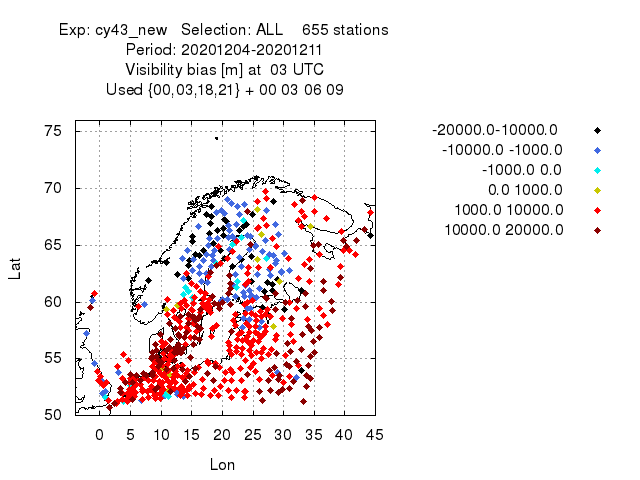 Exp: cy43_new   Selection: ALL    655 stations
Period: 20201204-20201211
Visibility bias [m] at  03 UTC
Used {00,03,18,21} + 00 03 06 09
-20000.0-10000.0
-10000.0 -1000.0
-1000.0 0.0
0.0 1000.0
1000.0 10000.0
10000.0 20000.0
75
70
65
60
55
50
Lat
0 5 10 15 20 25 30 35 40 45
Lon